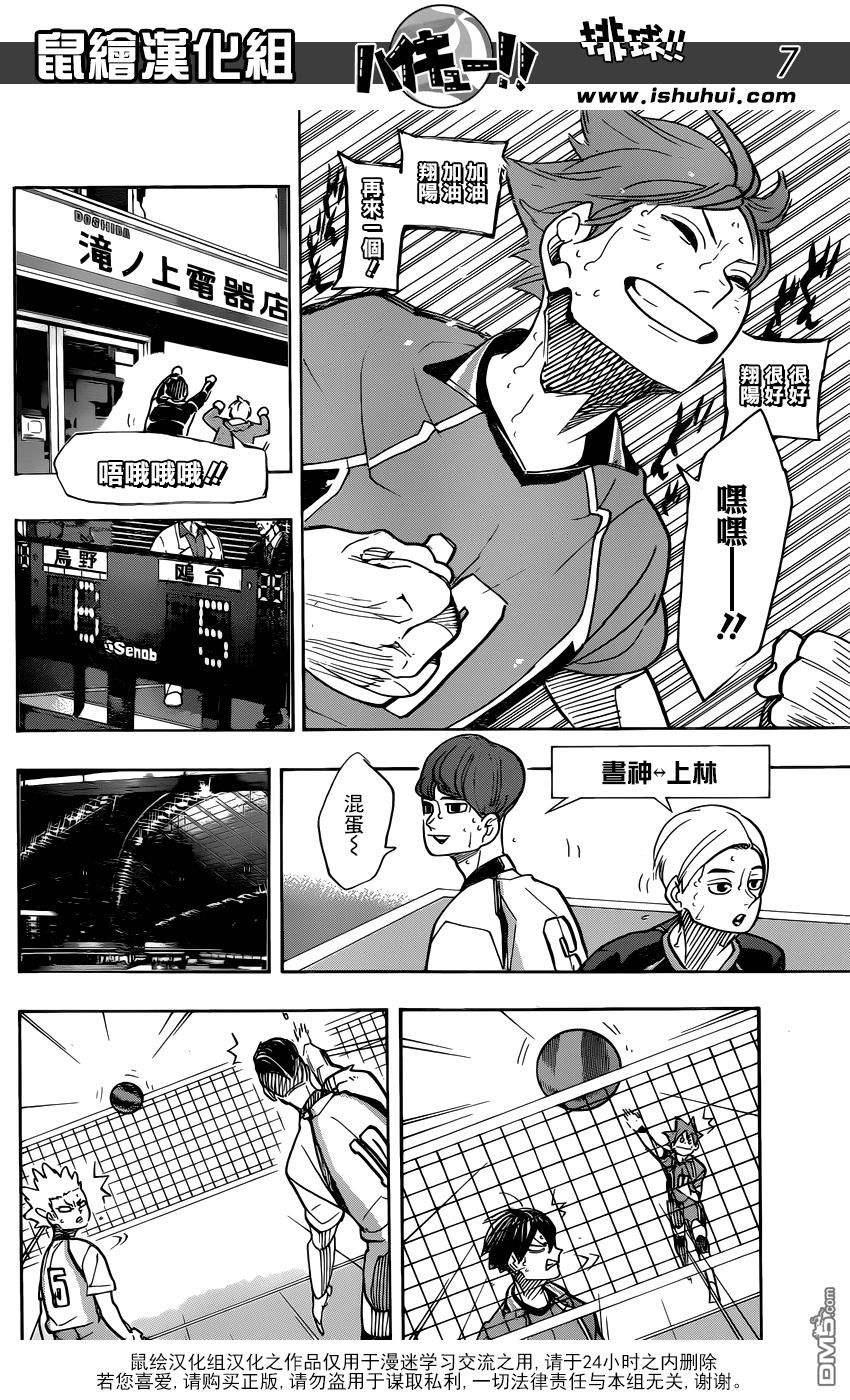 鼠繪漢化組
ハイキュー!!
排球!!
7
www.ishuhui.com
加油
加油
翔陽
再來一個!
很好
很好
翔陽
嘿嘿——!!
DOSHIBA
滝ノ上電器店
唔哦哦哦!!
烏野
鴎台
6
5
Senob
晝神↔上林
混蛋~
5
鼠绘汉化组汉化之作品仅用于漫迷学习交流之用, 请于24小时之内删除
若您喜爱, 请购买正版, 请勿盗用于谋取私利, 一切法律责任与本组无关, 谢谢。
DM5.com